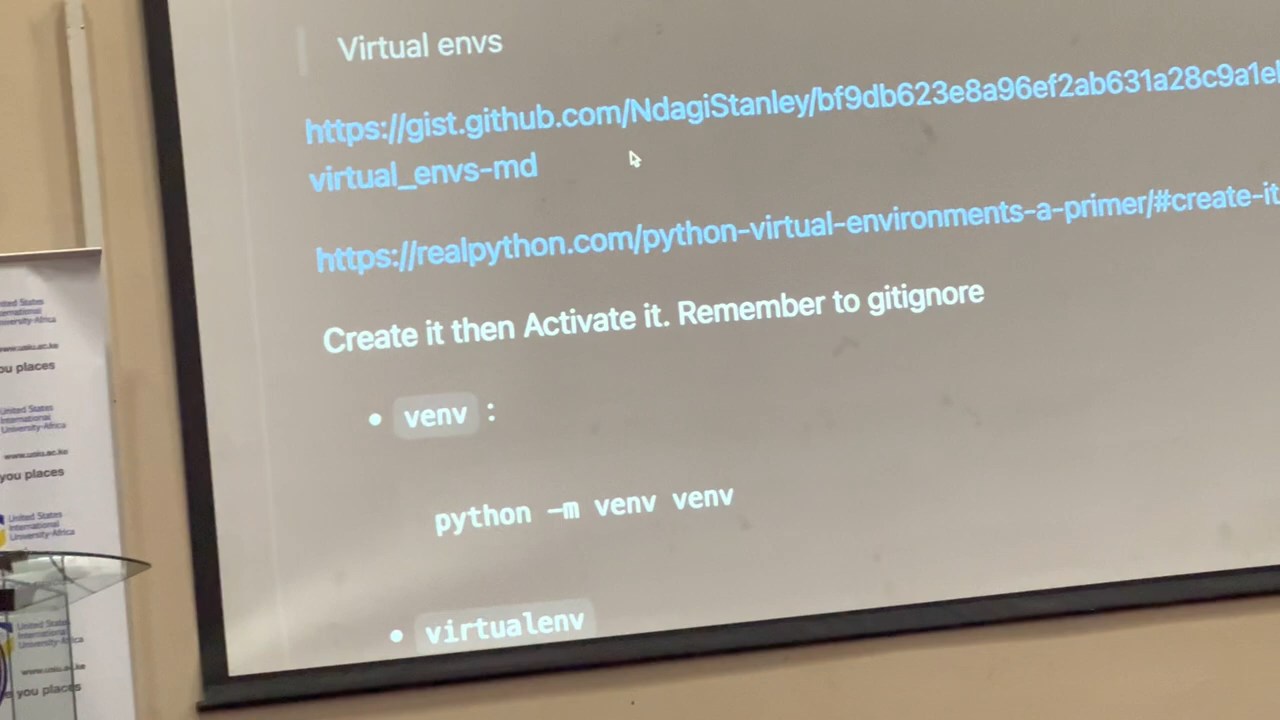 Virtual envs
https://gist.github.com/NdagiStanley/bf9db623e8a96ef2ab631a28c9a1e
virtual_envs-md
https://realpython.com/python-virtual-environments-a-primer/#create-it
Create it then Activate it. Remember to gitignore
• venv :
python -m venv venv
• virtualenv
United States
International
University-Africa
www.usiu.ac.ke
you places
United States
International
University-Africa
www.usiu.ac.ke
you places
United States
International
University-Africa
United States
International
www.usiu.ac.ke
you places